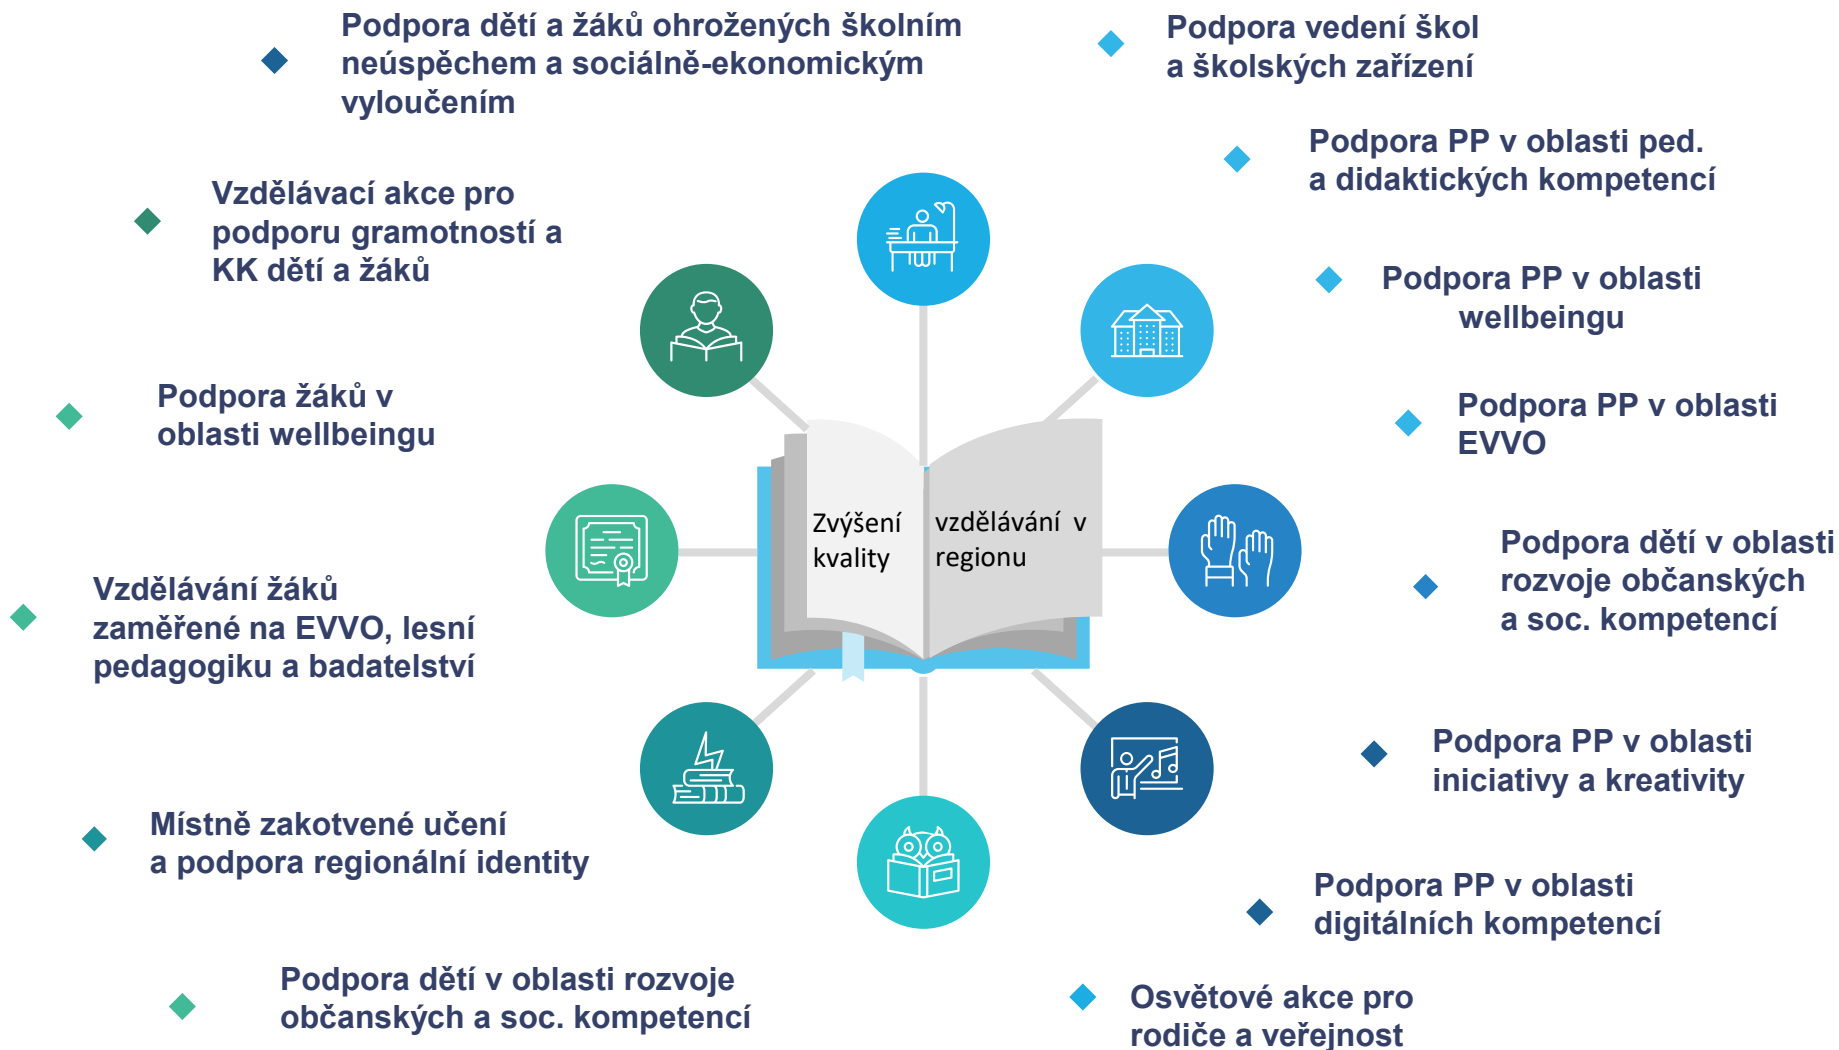 Podpora dětí a žáků ohrožených školním
neúspěchem a sociálně-ekonomickým
vyloučením
Podpora vedení škol
a školských zařízení
Podpora PP v oblasti ped.
a didaktických kompetencí
Vzdělávací akce pro
podporu gramotností a
KK dětí a žáků
Podpora PP v oblasti
wellbeingu
Podpora žáků v
oblasti wellbeingu
Podpora PP v oblasti
EVVO
Zvýšení
kvality
vzdělávání v
regionu
Podpora dětí v oblasti
rozvoje občanských
a soc. kompetencí
Vzdělávání žáků
zaměřené na EVVO, lesní
pedagogiku a badatelství
Podpora PP v oblasti
iniciativy a kreativity
Místně zakotvené učení
a podpora regionální identity
Podpora PP v oblasti
digitálních kompetencí
Podpora dětí v oblasti rozvoje
občanských a soc. kompetencí
Osvětové akce pro
rodiče a veřejnost